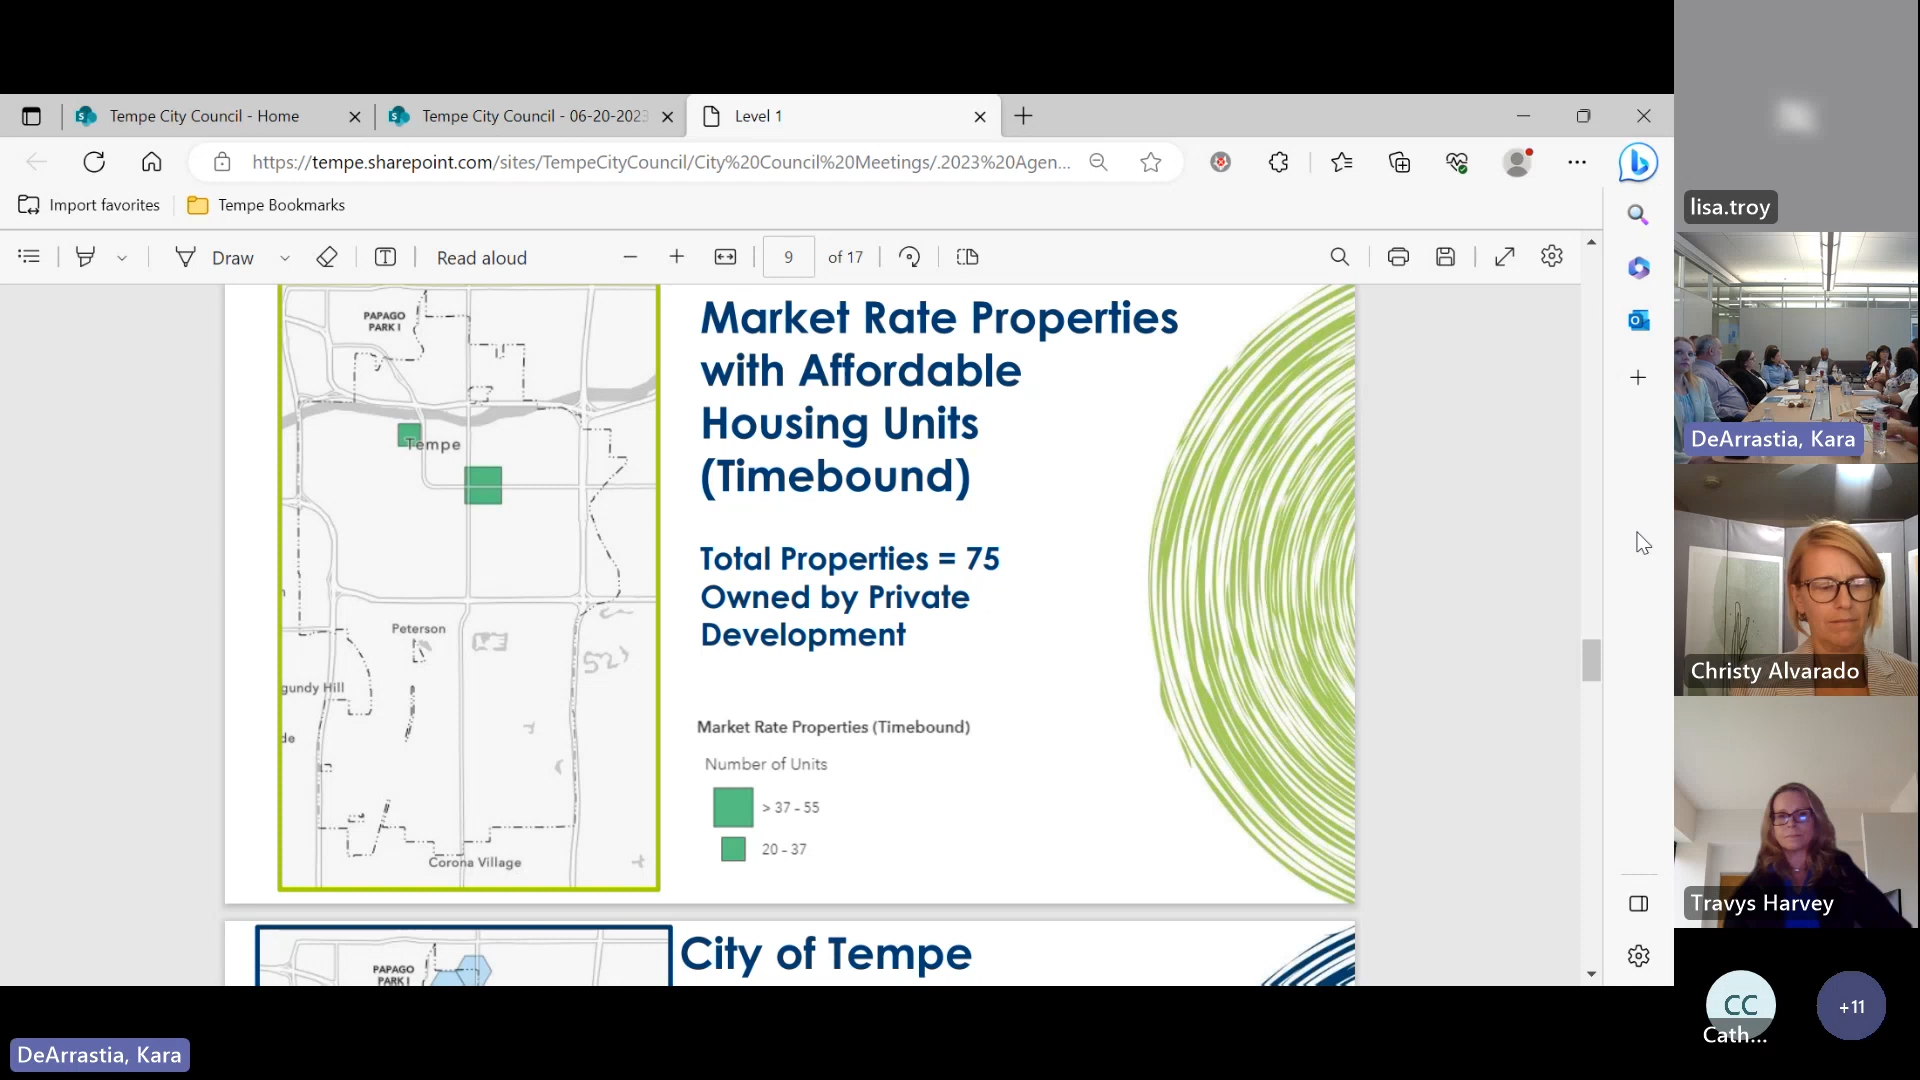 Tempe City Council - Home
Tempe City Council - 06-20-2023
Level 1
https://tempe.sharepoint.com/sites/TempeCityCouncil/City%20Council%20Meetings/.2023%20Agen...
Import favorites
Tempe Bookmarks
Draw
Read aloud
9
of 17
PAPAGO
PARK I
Tempe
Peterson
gundy Hill
de
Corona Village
Market Rate Properties
with Affordable
Housing Units
(Timebound)
Total Properties = 75
Owned by Private
Development
Market Rate Properties (Timebound)
Number of Units
> 37 - 55
20 - 37
PAPAGO
PARK I
City of Tempe
lisa.troy
DeArrastia, Kara
Christy Alvarado
Travys Harvey
CC
Cath...
+11
DeArrastia, Kara